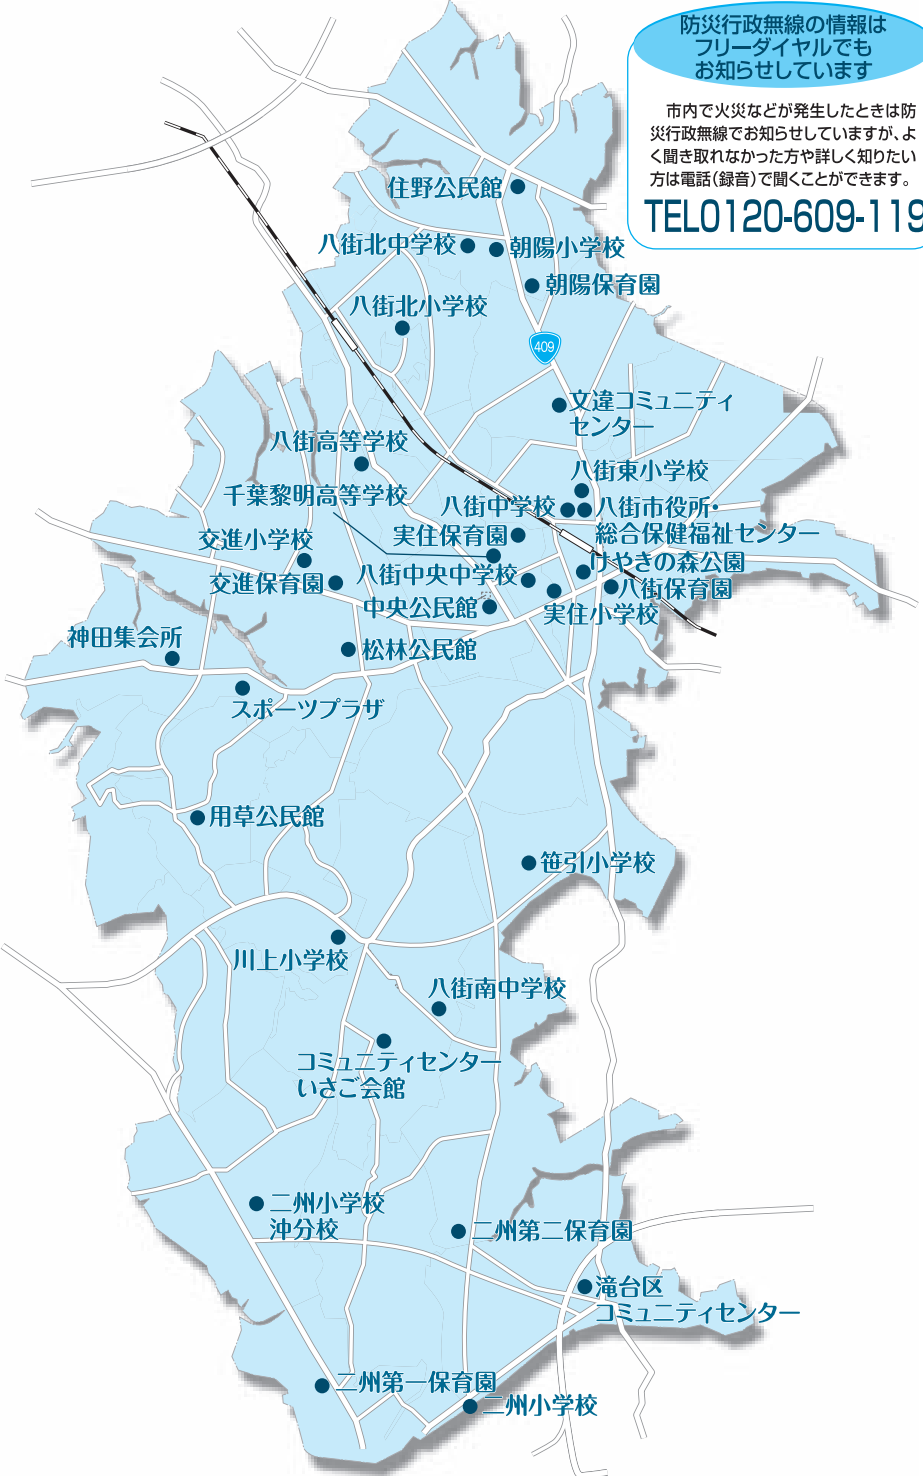 防災行政無線の情報は
フリーダイヤルでも
お知らせしています
市内で火災などが発生したときは防
災行政無線でお知らせしていますが、よ
く聞き取れなかった方や詳しく知りたい
方は電話(録音)で聞くことができます。
TEL0120-609-119
住野公民館
八街北中学校
朝陽小学校
朝陽保育園
八街北小学校
409
文違コミュニティ
センター
八街高等学校
八街東小学校
千葉黎明高等学校
八街中学校
八街市役所・
総合保健福祉センター
実住保育園
交進小学校
けやきの森公園
八街中央中学校
交進保育園
八街保育園
中央公民館
実住小学校
神田集会所
松林公民館
スポーツプラザ
用草公民館
笹引小学校
川上小学校
八街南中学校
コミュニティセンター
いさご会館
二州小学校
沖分校
二州第二保育園
滝台区
コミュニティセンター
二州第一保育園
二州小学校